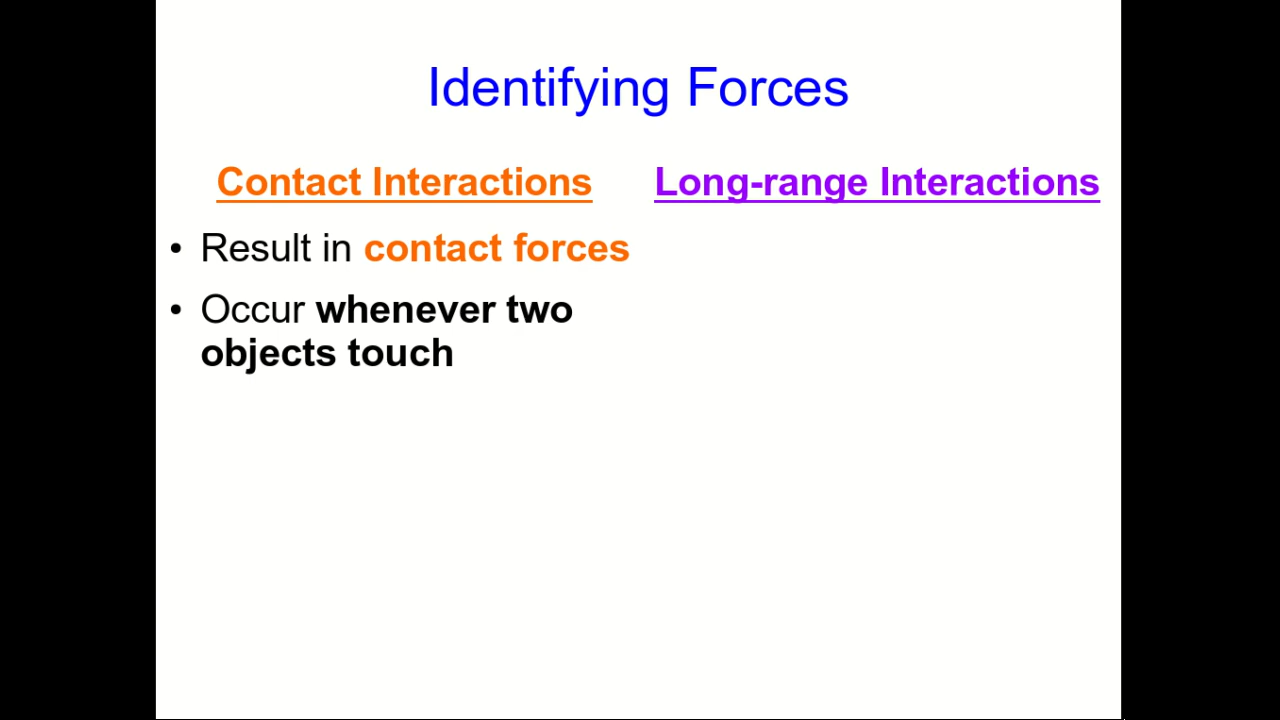 Identifying Forces
Contact Interactions
• Result in contact forces
• Occur whenever two
objects touch
Long-range Interactions